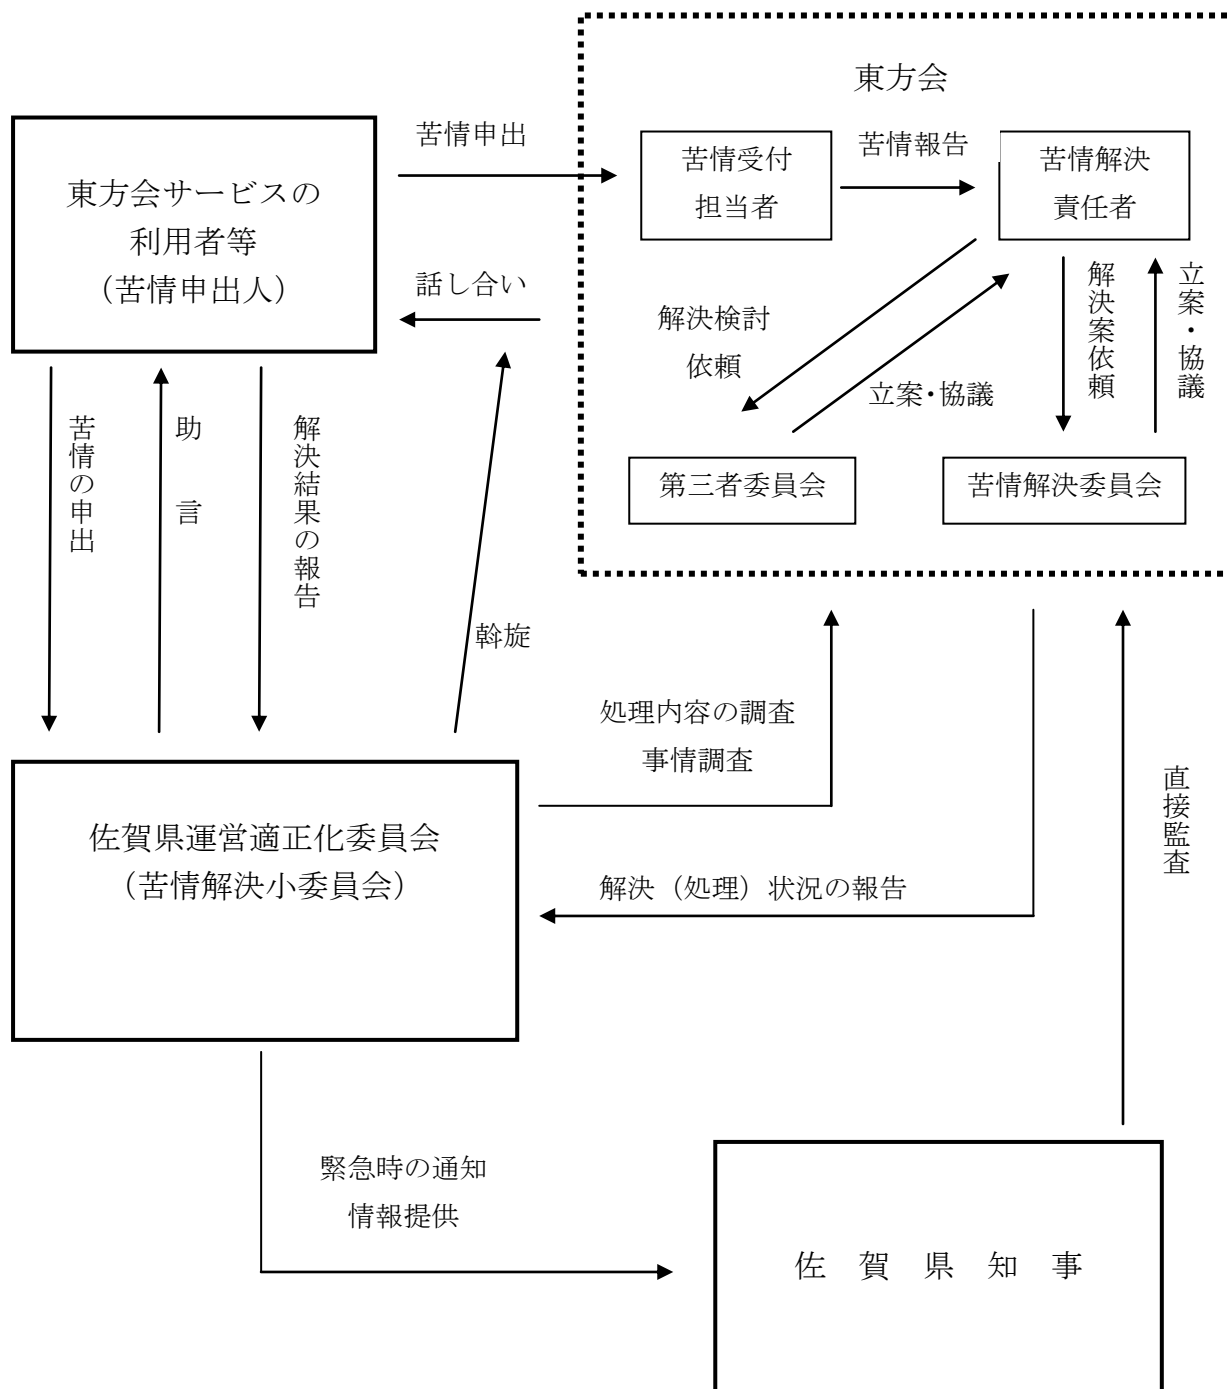 東方会
苦情申出
苦情受付
担当者
苦情報告
苦情解決
責任者
東方会サービスの
利用者等
（苦情申出人）
話し合い
解決検討
依頼
立案・協議
解決案依頼
立案・協議
第三者委員会
苦情解決委員会
苦情の申出
助言
解決結果の報告
斡旋
処理内容の調査
事情調査
直接監査
佐賀県運営適正化委員会
（苦情解決小委員会）
解決（処理）状況の報告
緊急時の通知
情報提供
佐賀県知事